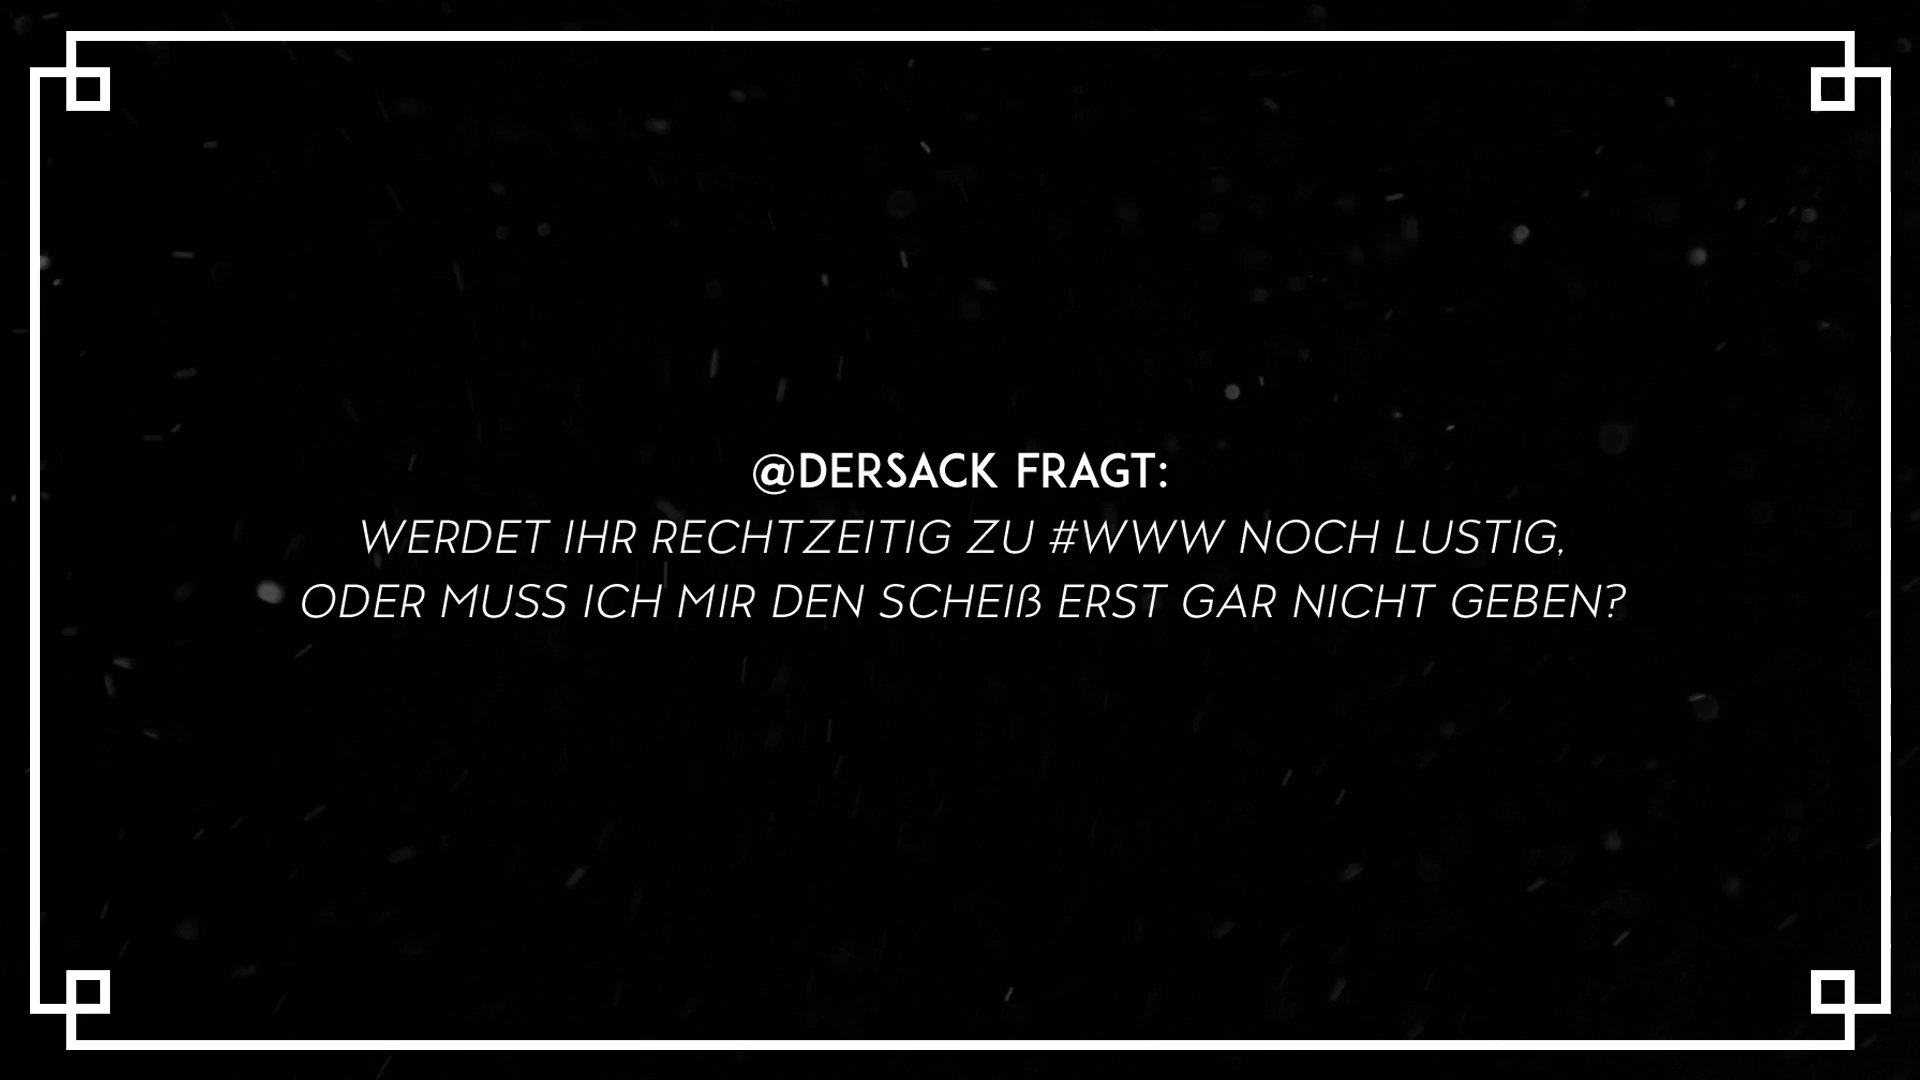 @DERSACK FRAGT:
WERDET IHR RECHTZEITIG ZU #WWW NOCH LUSTIG,
ODER MUSS ICH MIR DEN SCHEIß ERST GAR NICHT GEBEN?